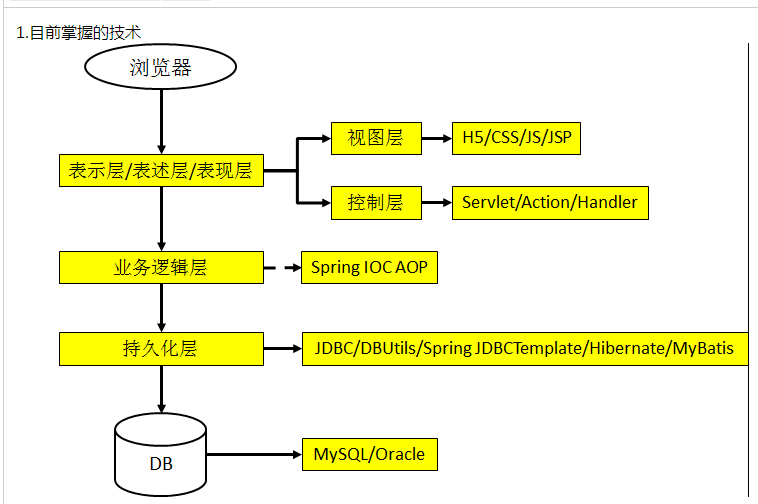 1.目前掌握的技术
浏览器
视图层
H5/CSS/JS/JSP
表示层/表述层/表现层
控制层
Servlet/Action/Handler
业务逻辑层
Spring IOC AOP
持久化层
JDBC/DBUtils/Spring JDBCTemplate/Hibernate/MyBatis
DB
MySQL/Oracle